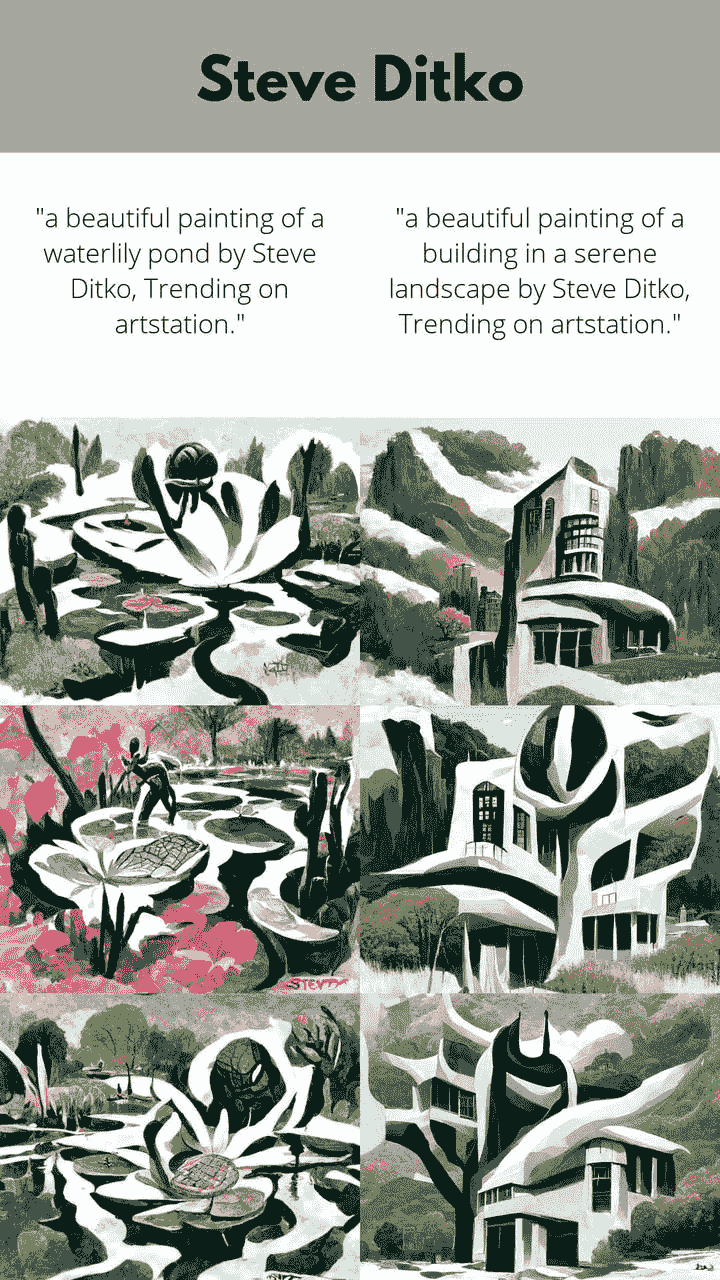 Steve Ditko
"a beautiful painting of a
waterlily pond by Steve
Ditko, Trending on
artstation."
"a beautiful painting of a
building in a serene
landscape by Steve Ditko,
Trending on artstation."